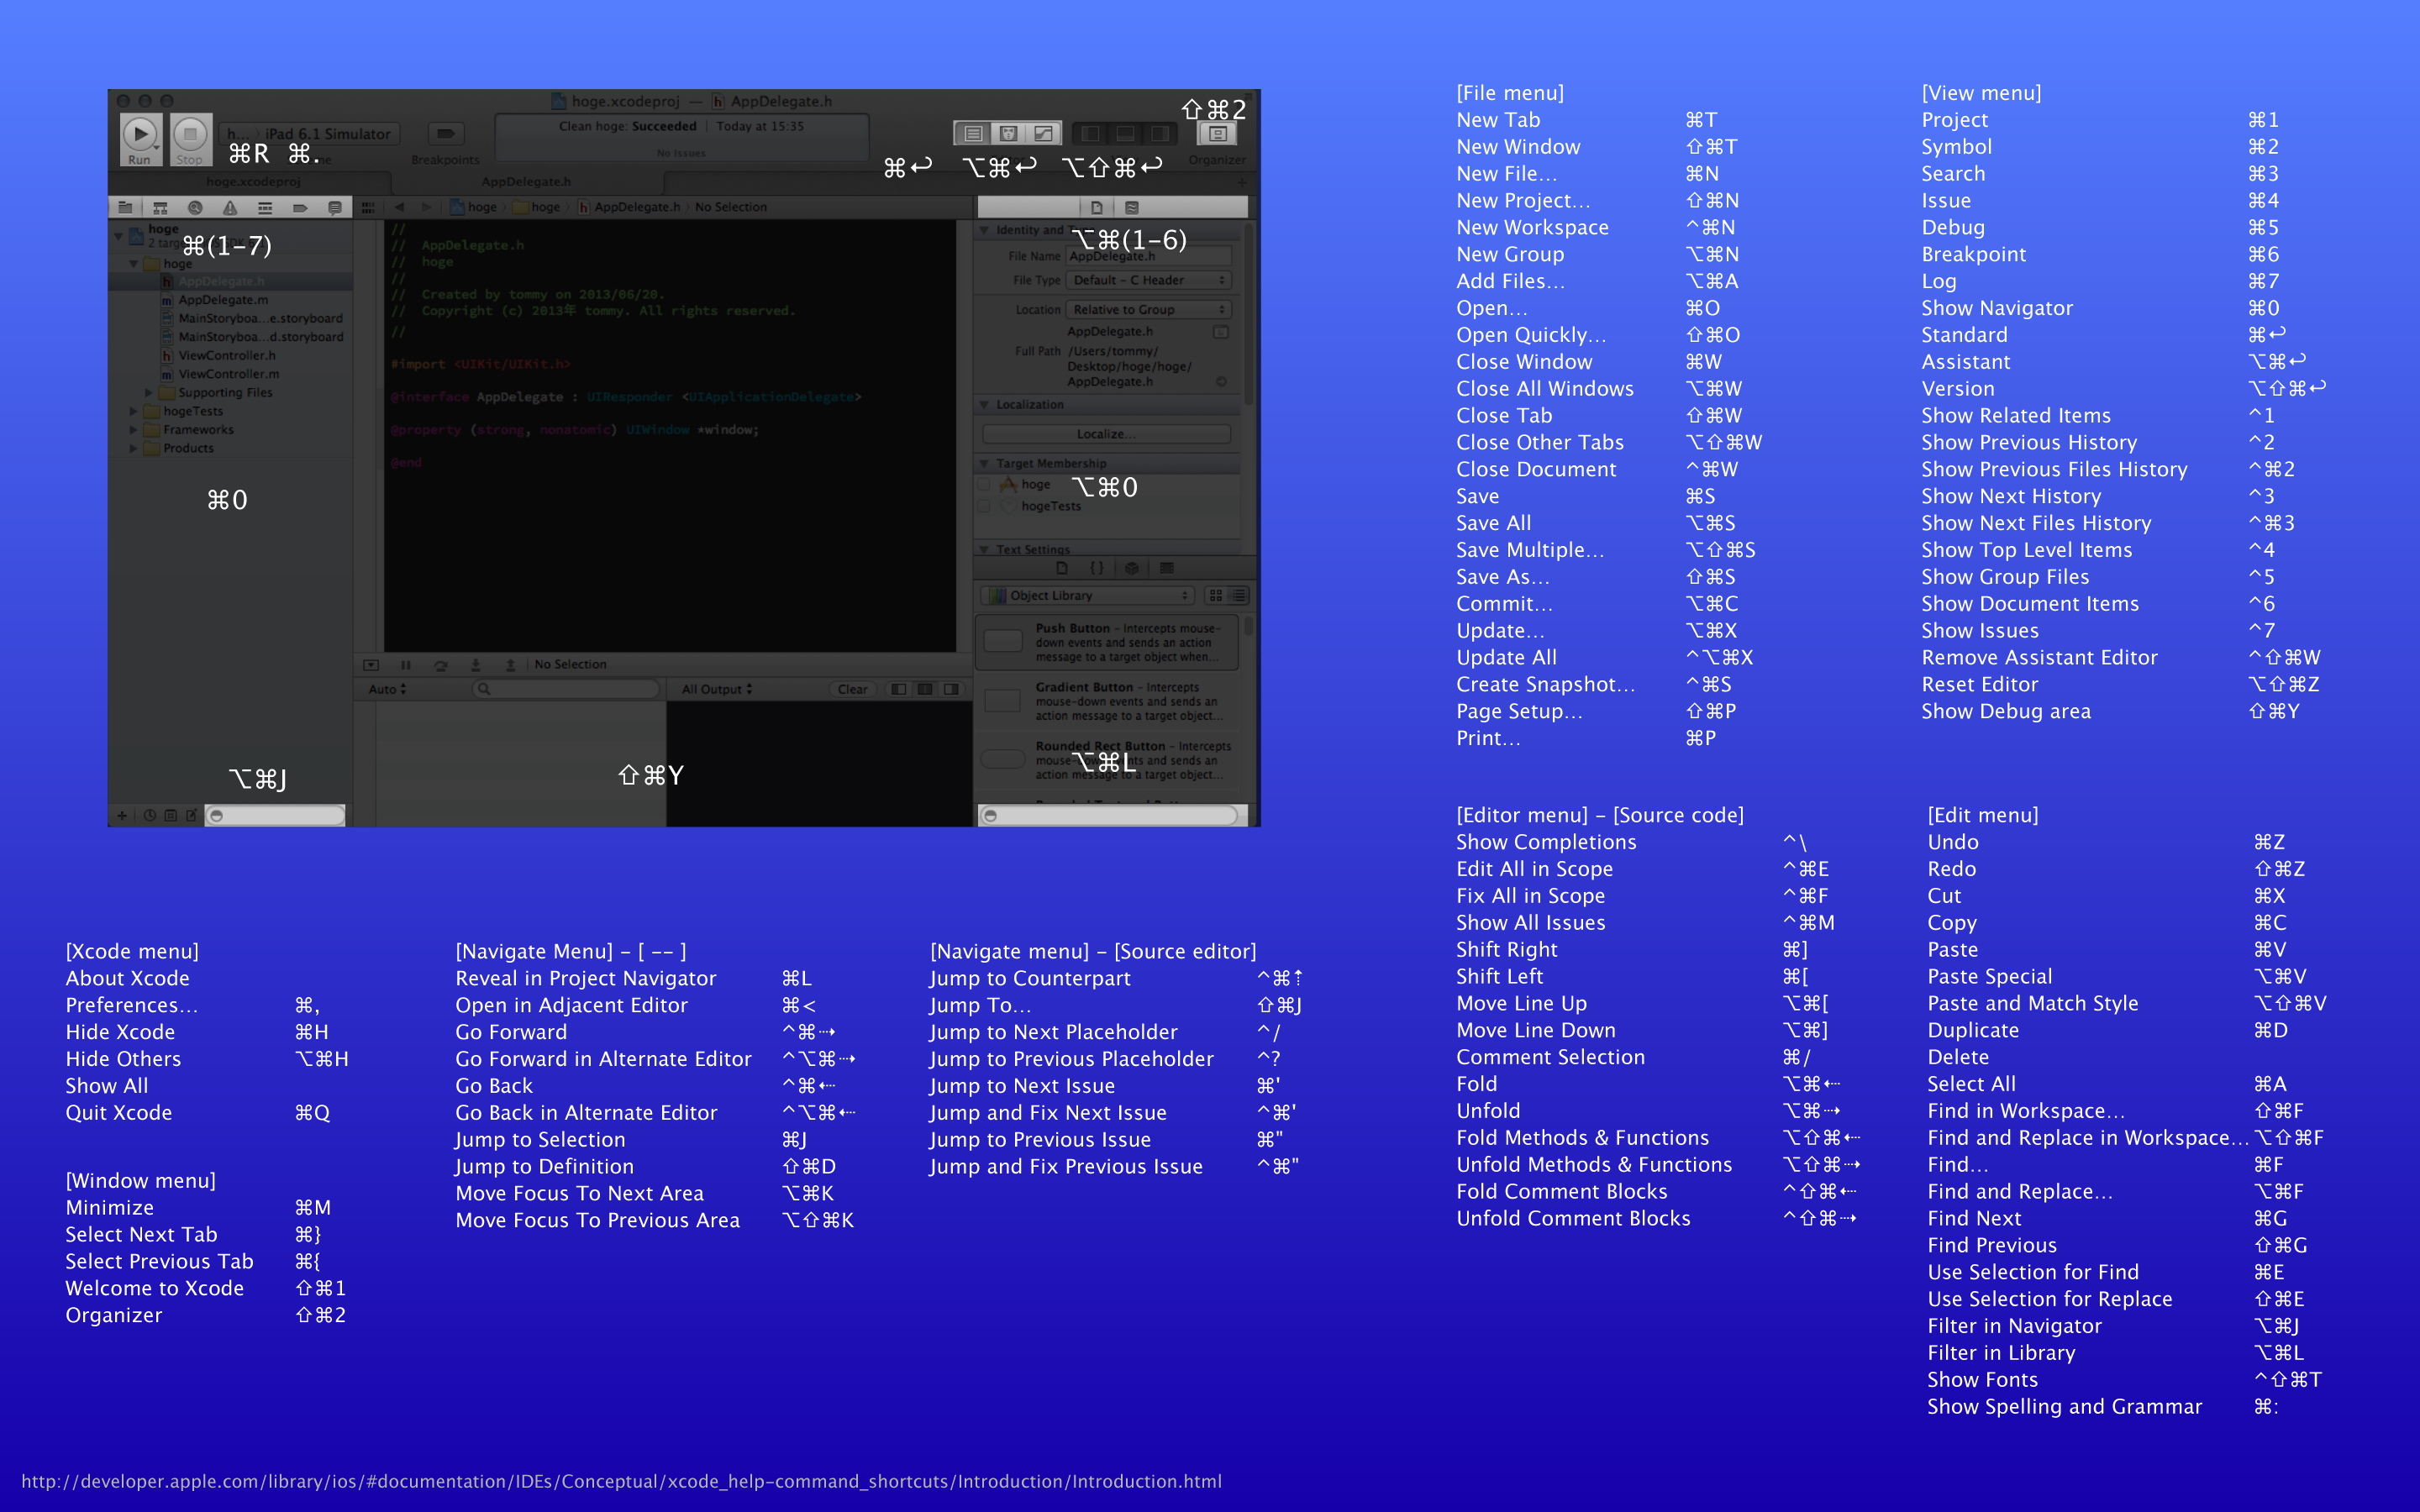 hoge.xcodeproj — AppDelegate.h
⇧⌘2
Run
Stop
h... › iPad 6.1 Simulator
⌘R ⌘.
Breakpoints
Clean hoge: Succeeded | Today at 15:35
No Issues
⌘↩ ⌥⌘↩ ⌥⇧⌘↩
Organizer
hoge.xcodeproj
AppDelegate.h
hoge › hoge › AppDelegate.h › No Selection
hoge
2 targ
⌘(1-7)
hoge
AppDelegate.h
AppDelegate.m
MainStoryboa...e.storyboard
MainStoryboa...d.storyboard
ViewController.h
ViewController.m
Supporting Files
hogeTests
Frameworks
Products
⌘0
⌥⌘J
//
// AppDelegate.h
// hoge
//
// Created by tommy on 2013/06/20.
// Copyright (c) 2013年 tommy. All rights reserved.
//
#import <UIKit/UIKit.h>
@interface AppDelegate : UIResponder <UIApplicationDelegate>
@property (strong, nonatomic) UIWindow *window;
@end
No Selection
Auto
All Output
Clear
⇧⌘Y
Identity and
⌥⌘(1-6)
File Name AppDelegate.h
File Type Default - C Header
Location Relative to Group
AppDelegate.h
Full Path /Users/tommy/
Desktop/hoge/hoge/
AppDelegate.h
Localization
Localize...
Target Membership
hoge
⌥⌘0
hogeTests
Text Settings
{}
Object Library
Push Button - Intercepts mouse-
down events and sends an action
message to a target object when...
Gradient Button - Intercepts
mouse-down events and sends an
action message to a target object...
Rounded Rect Button - Intercepts
mouse-down events and sends an
action message to a target object...
⌥⌘L
[File menu]
New Tab ⌘T
New Window ⇧⌘T
New File... ⌘N
New Project... ⇧⌘N
New Workspace ^⌘N
New Group ⌥⌘N
Add Files... ⌥⌘A
Open... ⌘O
Open Quickly... ⇧⌘O
Close Window ⌘W
Close All Windows ⌥⌘W
Close Tab ⇧⌘W
Close Other Tabs ⌥⇧⌘W
Close Document ^⌘W
Save ⌘S
Save All ⌥⌘S
Save Multiple... ⌥⇧⌘S
Save As... ⇧⌘S
Commit... ⌥⌘C
Update... ⌥⌘X
Update All ^⌥⌘X
Create Snapshot... ^⌘S
Page Setup... ⇧⌘P
Print... ⌘P
[View menu]
Project ⌘1
Symbol ⌘2
Search ⌘3
Issue ⌘4
Debug ⌘5
Breakpoint ⌘6
Log ⌘7
Show Navigator ⌘0
Standard ⌘↩
Assistant ⌥⌘↩
Version ⌥⇧⌘↩
Show Related Items ^1
Show Previous History ^2
Show Previous Files History ^⌘2
Show Next History ^3
Show Next Files History ^⌘3
Show Top Level Items ^4
Show Group Files ^5
Show Document Items ^6
Show Issues ^7
Remove Assistant Editor ^⇧⌘W
Reset Editor ⌥⇧⌘Z
Show Debug area ⇧⌘Y
[Editor menu] - [Source code]
Show Completions ^\
Edit All in Scope ^⌘E
Fix All in Scope ^⌘F
Show All Issues ^⌘M
Shift Right ⌘]
Shift Left ⌘[
Move Line Up ⌥⌘[
Move Line Down ⌥⌘]
Comment Selection ⌘/
Fold ⌥⌘⇠
Unfold ⌥⌘⇢
Fold Methods & Functions ⌥⇧⌘⇠
Unfold Methods & Functions ⌥⇧⌘⇢
Fold Comment Blocks ^⇧⌘⇠
Unfold Comment Blocks ^⇧⌘⇢
[Edit menu]
Undo ⌘Z
Redo ⇧⌘Z
Cut ⌘X
Copy ⌘C
Paste ⌘V
Paste Special ⌥⌘V
Paste and Match Style ⌥⇧⌘V
Duplicate ⌘D
Delete
Select All ⌘A
Find in Workspace... ⇧⌘F
Find and Replace in Workspace... ⌥⇧⌘F
Find... ⌘F
Find and Replace... ⌥⌘F
Find Next ⌘G
Find Previous ⇧⌘G
Use Selection for Find ⌘E
Use Selection for Replace ⇧⌘E
Filter in Navigator ⌥⌘J
Filter in Library ⌥⌘L
Show Fonts ^⇧⌘T
Show Spelling and Grammar ⌘:
[Xcode menu]
About Xcode
Preferences... ⌘,
Hide Xcode ⌘H
Hide Others ⌥⌘H
Show All
Quit Xcode ⌘Q
[Window menu]
Minimize ⌘M
Select Next Tab ⌘}
Select Previous Tab ⌘{
Welcome to Xcode ⇧⌘1
Organizer ⇧⌘2
[Navigate Menu] - [ -- ]
Reveal in Project Navigator ⌘L
Open in Adjacent Editor ⌘<
Go Forward ^⌘⇢
Go Forward in Alternate Editor ^⌥⌘⇢
Go Back ^⌘⇠
Go Back in Alternate Editor ^⌥⌘⇠
Jump to Selection ⌘J
Jump to Definition ⇧⌘D
Move Focus To Next Area ⌥⌘K
Move Focus To Previous Area ⌥⇧⌘K
[Navigate menu] - [Source editor]
Jump to Counterpart ^⌘⇡
Jump To... ⇧⌘J
Jump to Next Placeholder ^/
Jump to Previous Placeholder ^?
Jump to Next Issue ⌘'
Jump and Fix Next Issue ^⌘'
Jump to Previous Issue ⌘"
Jump and Fix Previous Issue ^⌘"
http://developer.apple.com/library/ios/#documentation/IDEs/Conceptual/xcode_help-command_shortcuts/Introduction/Introduction.html